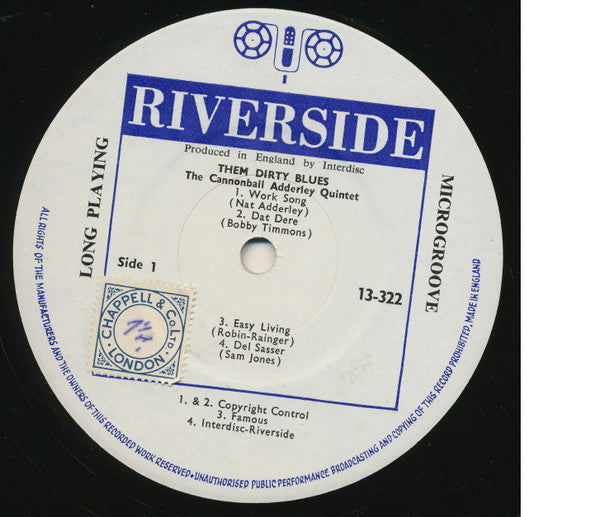 RIVERSIDE
Produced in England by Interdisc
THEM DIRTY BLUES
The Cannonball Adderley Quintet
1. Work Song
(Nat Adderley)
2. Dat Dere
(Bobby Timmons)
LONG PLAYING
MICROGROOVE
Side 1
13-322
3. Easy Living
(Robin-Rainger)
4. Del Sasser
(Sam Jones)
CHAPPELL & CO. LTD
LONDON
1. & 2. Copyright Control
3. Famous
4. Interdisc-Riverside
ALL RIGHTS OF THE MANUFACTURERS AND THE OWNERS OF THIS RECORDED WORK RESERVED • UNAUTHORISED PUBLIC PERFORMANCE BROADCASTING AND COPYING OF THIS RECORD PROHIBITED. MADE IN ENGLAND